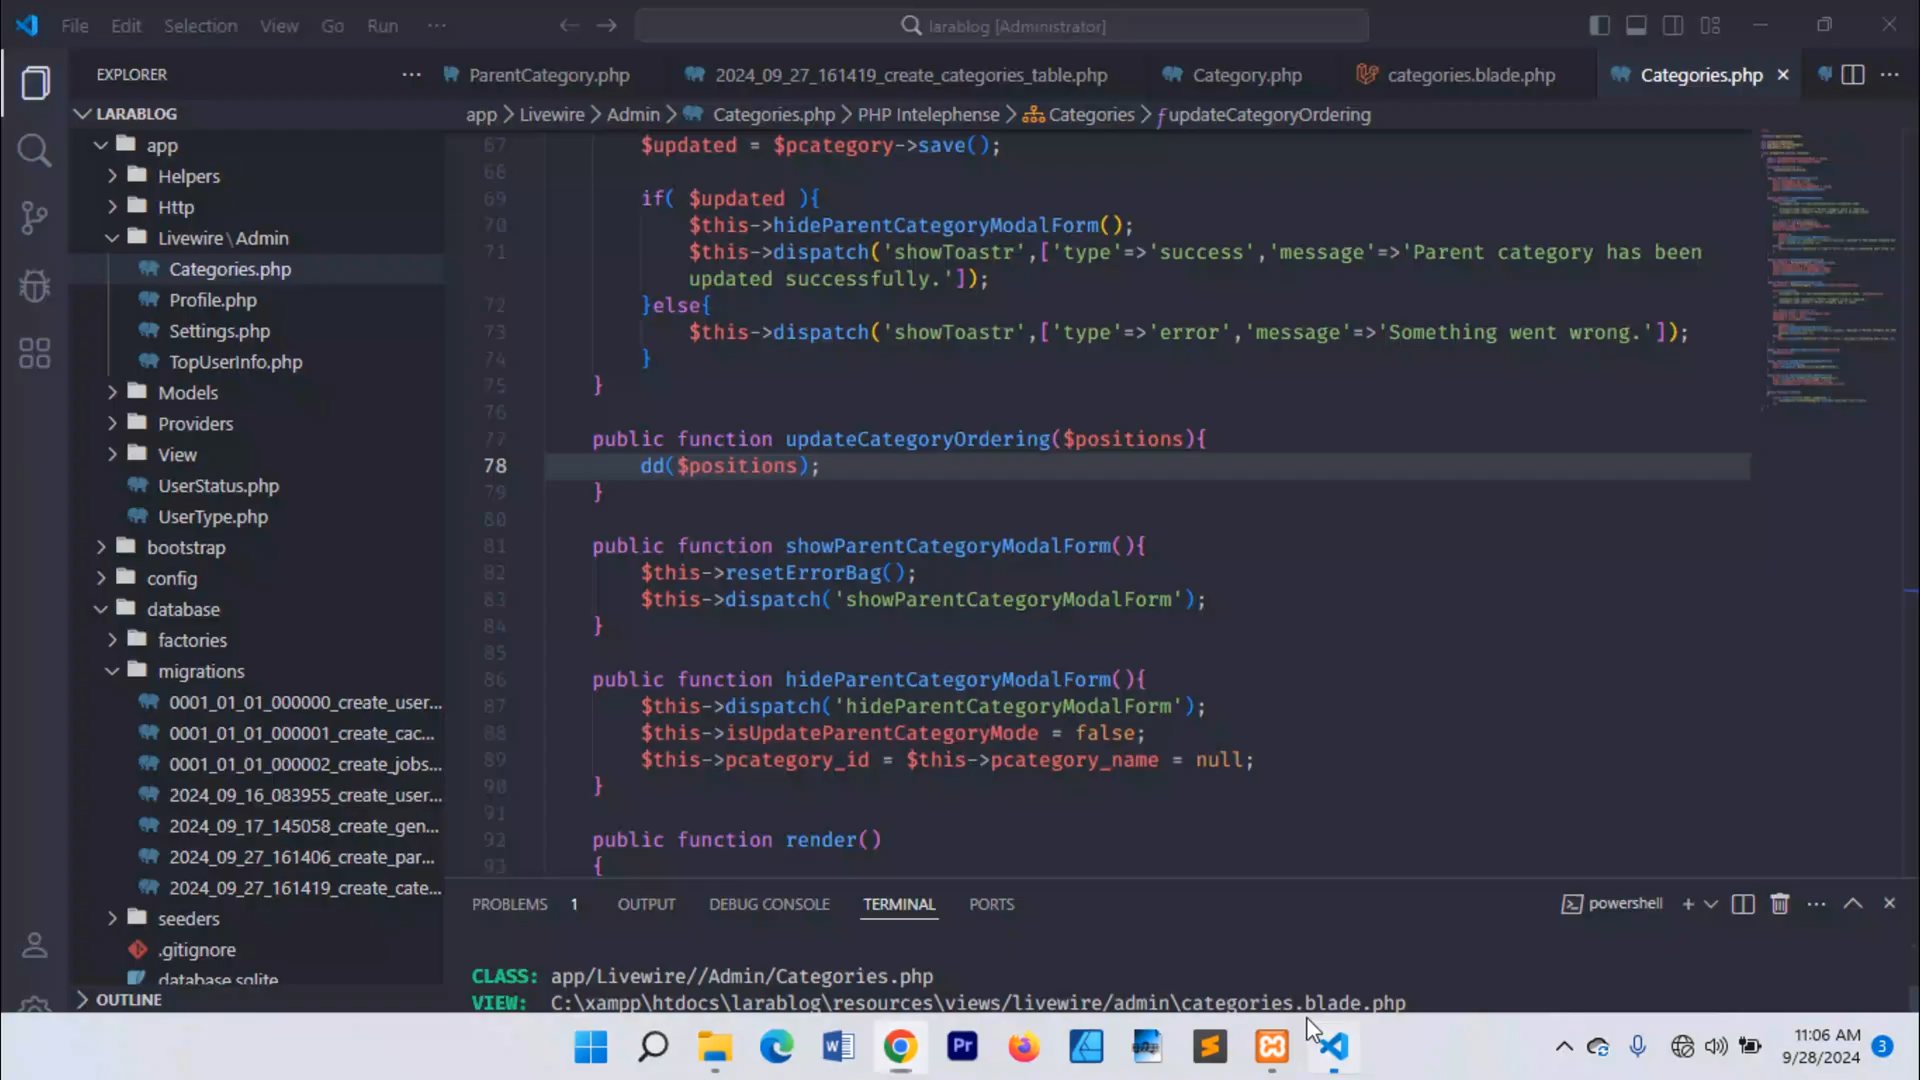 File Edit Selection View Go Run ···
larablog [Administrator]
EXPLORER
ParentCategory.php
2024_09_27_161419_create_categories_table.php
Category.php
categories.blade.php
Categories.php
LARABLOG
app > Livewire > Admin > Categories.php > PHP Intelephense > Categories > updateCategoryOrdering
app
Helpers
Http
Livewire\Admin
Categories.php
Profile.php
Settings.php
TopUserInfo.php
Models
Providers
View
UserStatus.php
UserType.php
bootstrap
config
database
factories
migrations
0001_01_01_000000_create_user...
0001_01_01_000001_create_cac...
0001_01_01_000002_create_jobs...
2024_09_16_083955_create_user...
2024_09_17_145058_create_gen...
2024_09_27_161406_create_par...
2024_09_27_161419_create_cate...
seeders
.gitignore
database.sqlite
OUTLINE
67 $updated = $pcategory->save();
68
69 if( $updated ){
70 $this->hideParentCategoryModalForm();
71 $this->dispatch('showToastr',['type'=>'success','message'=>'Parent category has been
updated successfully.']);
72 }else{
73 $this->dispatch('showToastr',['type'=>'error','message'=>'Something went wrong.']);
74 }
75 }
76
77 public function updateCategoryOrdering($positions){
78 dd($positions);
79 }
80
81 public function showParentCategoryModalForm(){
82 $this->resetErrorBag();
83 $this->dispatch('showParentCategoryModalForm');
84 }
85
86 public function hideParentCategoryModalForm(){
87 $this->dispatch('hideParentCategoryModalForm');
88 $this->isUpdateParentCategoryMode = false;
89 $this->pcategory_id = $this->pcategory_name = null;
90 }
91
92 public function render()
93 {
PROBLEMS 1 OUTPUT DEBUG CONSOLE TERMINAL PORTS
powershell
CLASS: app/Livewire//Admin/Categories.php
VIEW: C:\xampp\htdocs\larablog\resources\views/livewire/admin\categories.blade.php
Pr
11:06 AM
9/28/2024
3